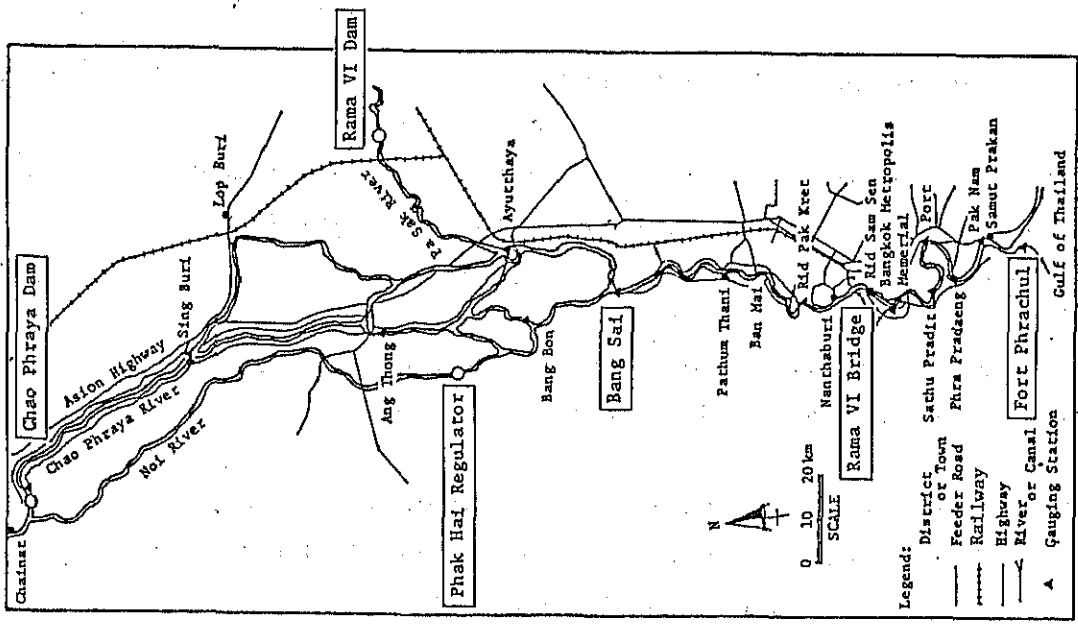 Chainat
Chao Phraya Dam
Asion Highway
Chao Phraya River
Noi River
Sing Buri
Lop Buri
Rama VI Dam
Pa Sak River
Ang Thong
Phak Hai Regulator
Ayutthaya
Bang Bon
Bang Sai
Pathum Thani
Ban Mai
Rid Pak Kret
Nanthaburi
Rama VI Bridge
Rid Sam Sen
Bangkok Metropolis
Memerial
Port
Sathu Pradit
Phra Pradaeng
Pak Nam
Samut Prakan
Fort Phrachul
Gulf of Thailand
N
0 10 20 km
SCALE
Legend:
District
or Town
Feeder Road
Railway
Highway
River
or Canal
Gauging Station